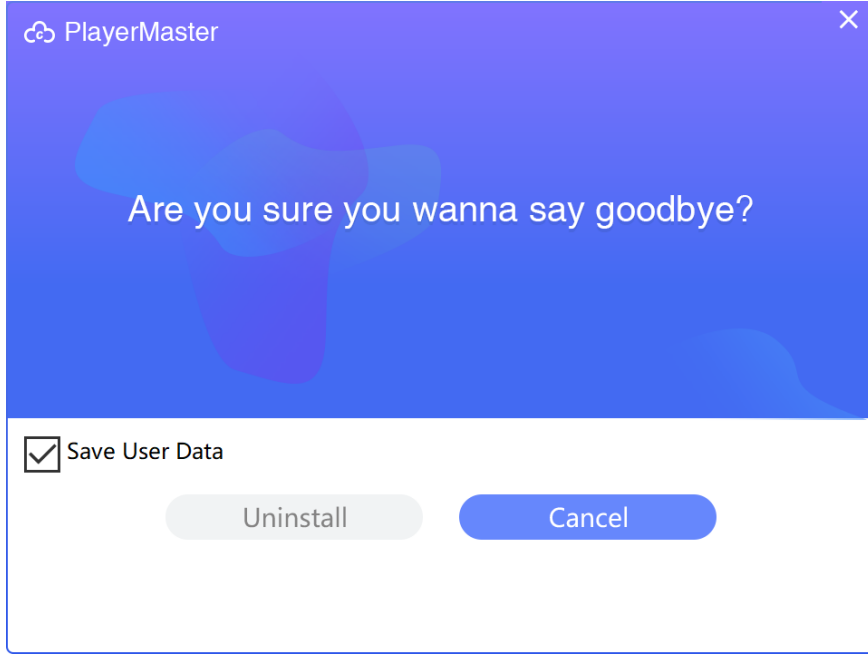 PlayerMaster
Are you sure you wanna say goodbye?
Save User Data
Uninstall
Cancel